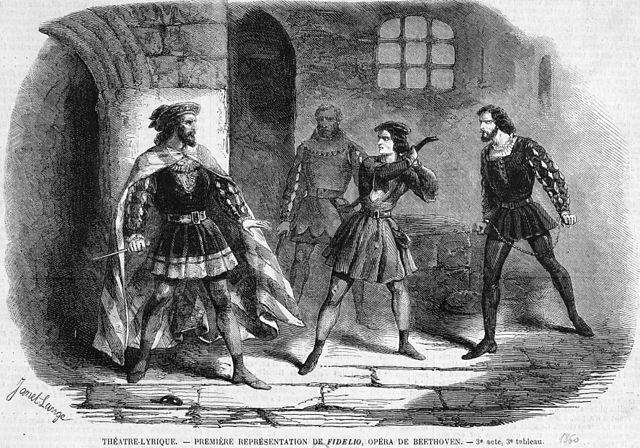 Janet-Lange
THÉATRE-LYRIQUE. — PREMIÈRE REPRÉSENTATION DE FIDELIO, OPÉRA DE BEETHOVEN. — 3e acte, 3e tableau.
1860